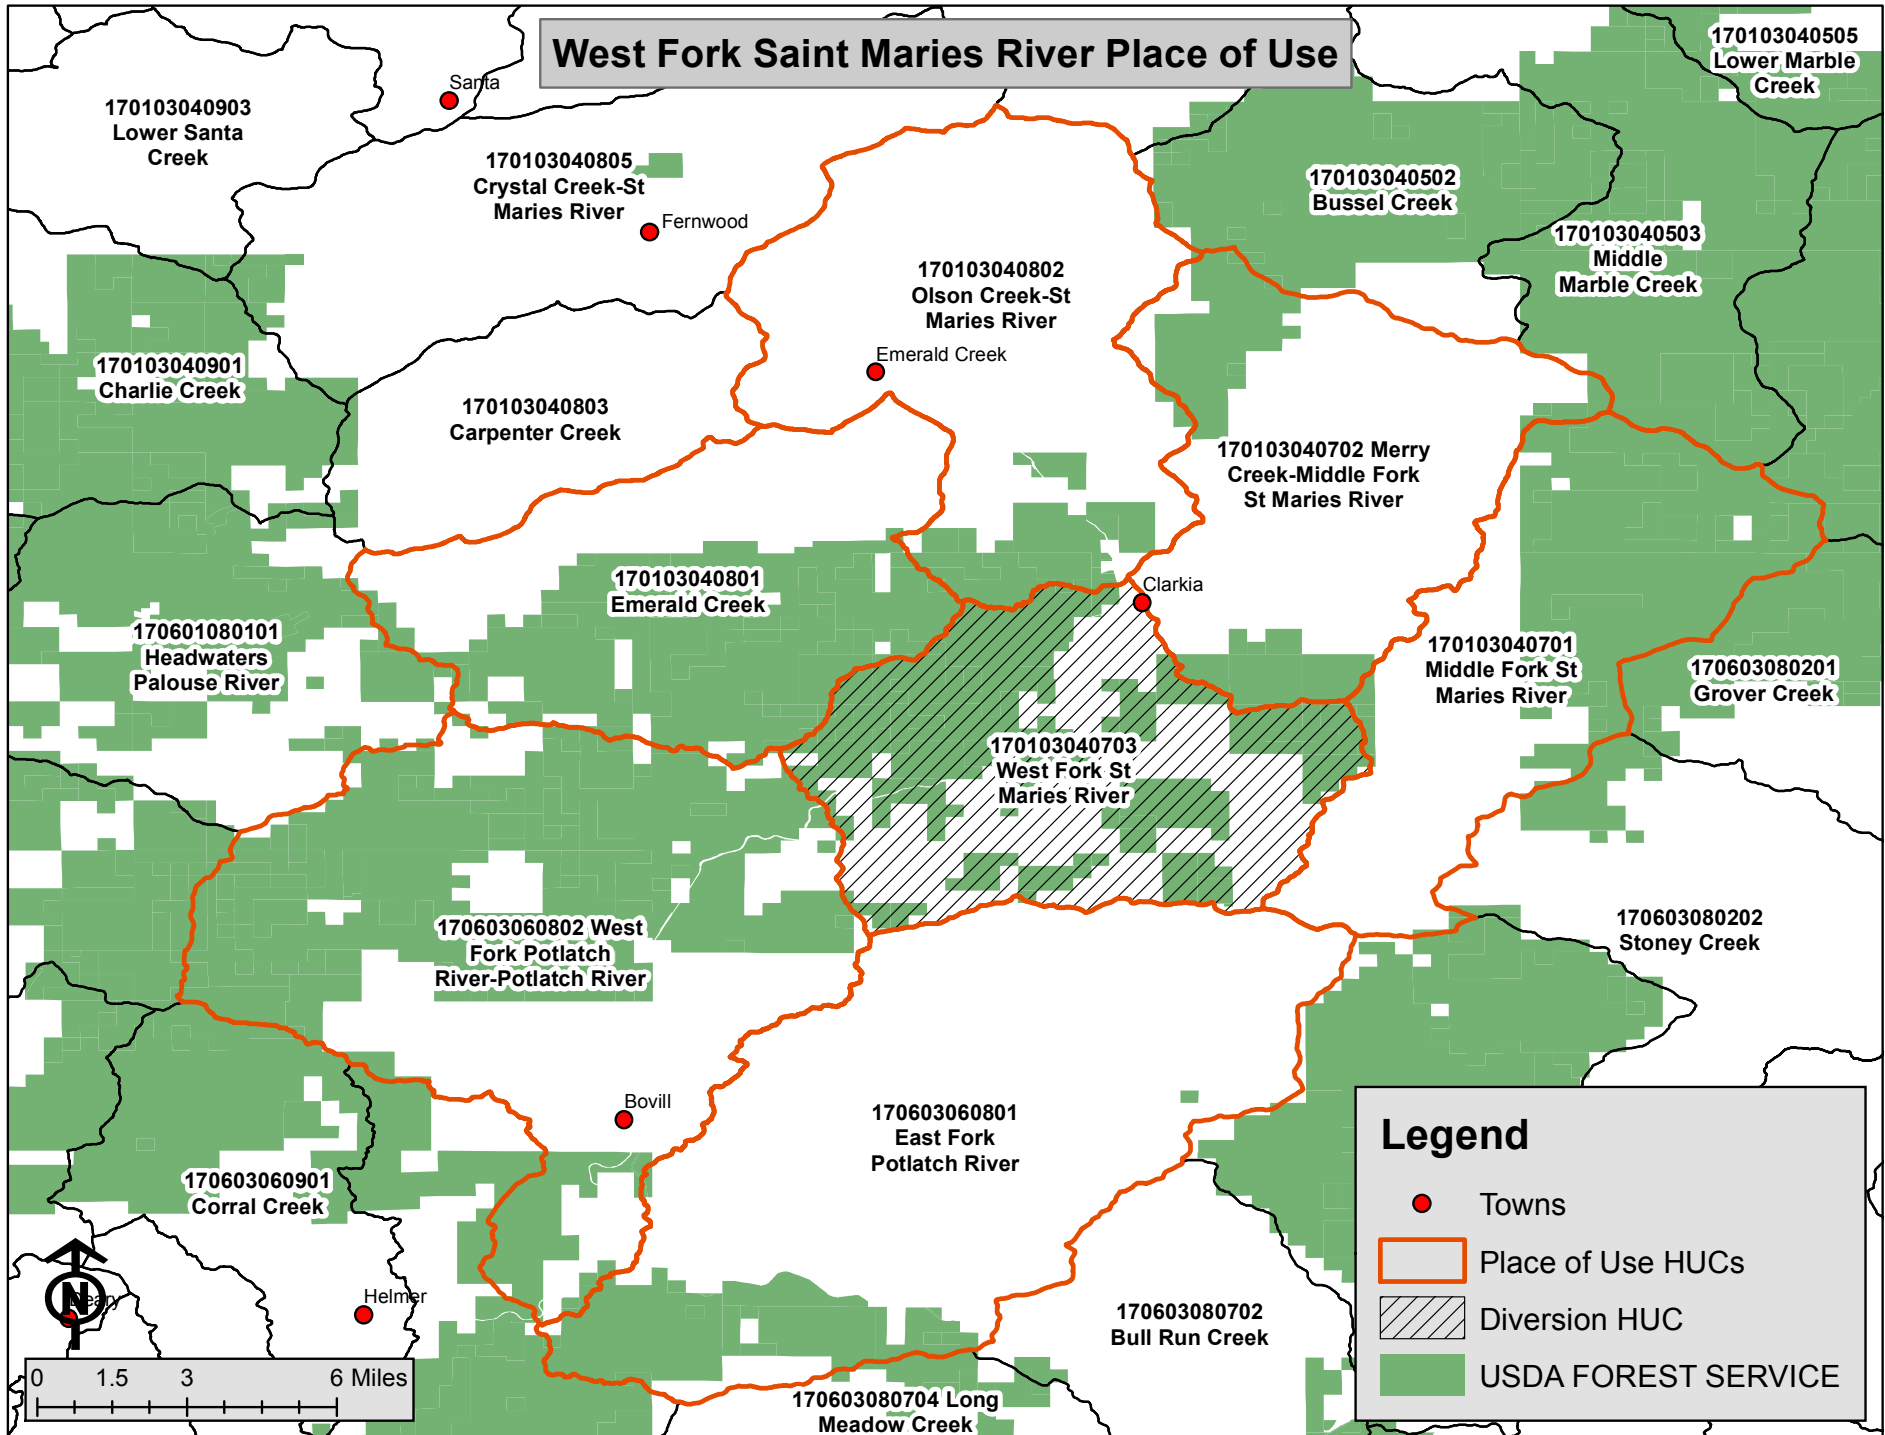 West Fork Saint Maries River Place of Use
170103040505
Lower Marble
Creek
Santa
170103040903
Lower Santa
Creek
170103040805
Crystal Creek-St
Maries River
Fernwood
170103040502
Bussel Creek
170103040503
Middle
Marble Creek
170103040802
Olson Creek-St
Maries River
Emerald Creek
170103040901
Charlie Creek
170103040803
Carpenter Creek
170103040702 Merry
Creek-Middle Fork
St Maries River
170103040801
Emerald Creek
Clarkia
170601080101
Headwaters
Palouse River
170103040701
Middle Fork St
Maries River
170603080201
Grover Creek
170103040703
West Fork St
Maries River
170603060802 West
Fork Potlatch
River-Potlatch River
170603080202
Stoney Creek
Bovill
170603060801
East Fork
Potlatch River
170603060901
Corral Creek
Helmer
Deary
N
170603080702
Bull Run Creek
1706603080704 Long
Meadow Creek
0 1.5 3 6 Miles
Legend
Towns
Place of Use HUCs
Diversion HUC
USDA FOREST SERVICE